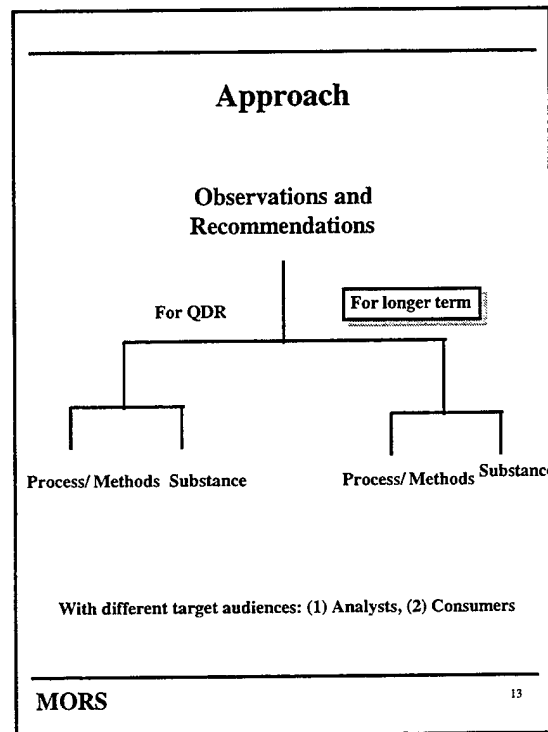 Approach
Observations and
Recommendations
For QDR
For longer term
Process/ Methods Substance
Process/ Methods Substance
With different target audiences: (1) Analysts, (2) Consumers
MORS
13